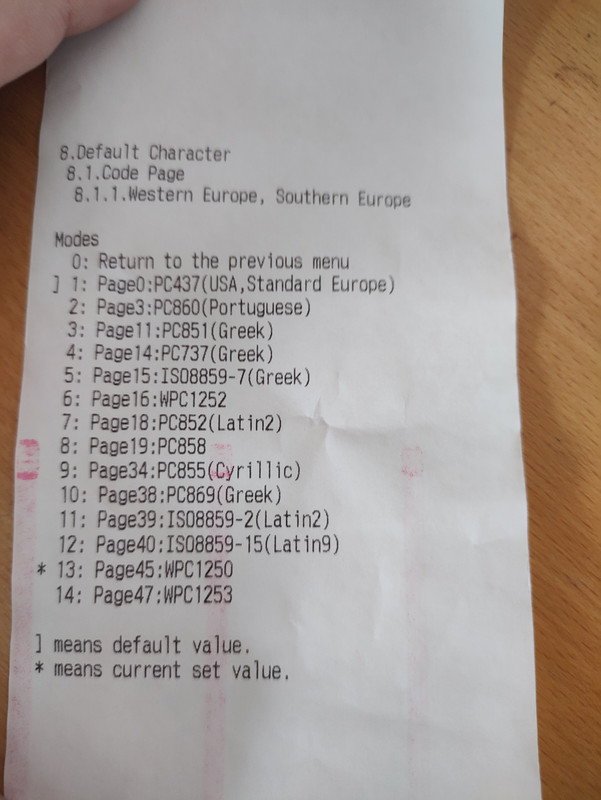 8.Default Character
8.1.Code Page
8.1.1.Western Europe, Southern Europe
Modes
0: Return to the previous menu
] 1: Page0:PC437(USA,Standard Europe)
2: Page3:PC860(Portuguese)
3: Page11:PC851(Greek)
4: Page14:PC737(Greek)
5: Page15:ISO8859-7(Greek)
6: Page16:WPC1252
7: Page18:PC852(Latin2)
8: Page19:PC858
9: Page34:PC855(Cyrillic)
10: Page38:PC869(Greek)
11: Page39:ISO8859-2(Latin2)
12: Page40:ISO8859-15(Latin9)
* 13: Page45:WPC1250
14: Page47:WPC1253
] means default value.
* means current set value.